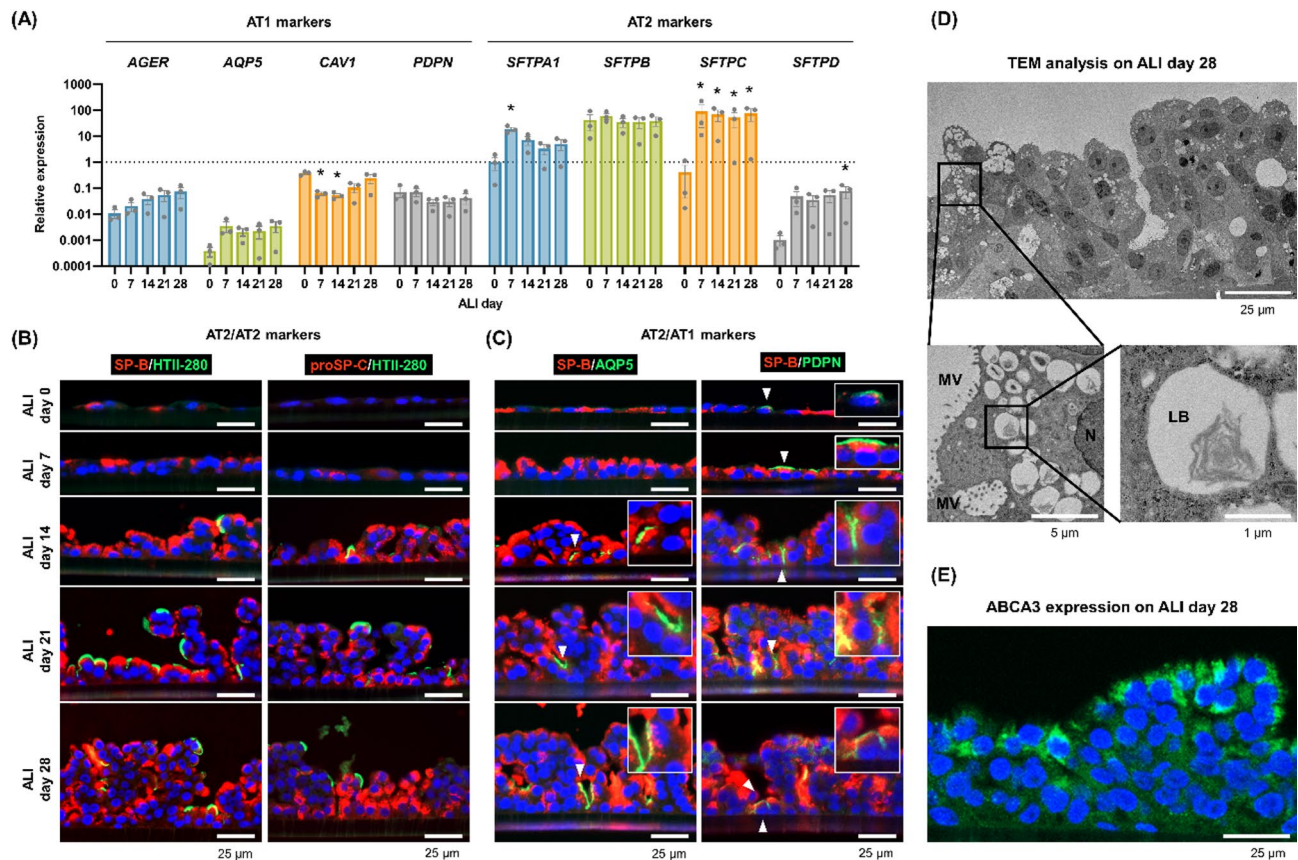 (A)
AT1 markers AT2 markers
AGER AQP5 CAV1 PDPN SFTPA1 SFTPB SFTPC SFTPD
Relative expression
1000
100
10
1
0.1
0.01
0.001
0.0001
* * * * * * * *
0 7 14 21 28 0 7 14 21 28 0 7 14 21 28 0 7 14 21 28 0 7 14 21 28 0 7 14 21 28 0 7 14 21 28 0 7 14 21 28
ALI day
(B)
AT2/AT2 markers
SP-B/HTII-280 proSP-C/HTII-280
ALI
day 0
ALI
day 7
ALI
day 14
ALI
day 21
ALI
day 28
25 µm 25 µm
(C)
AT2/AT1 markers
SP-B/AQP5 SP-B/PDPN
25 µm 25 µm
(D)
TEM analysis on ALI day 28
25 µm
MV
N
MV
5 µm
LB
1 µm
(E)
ABCA3 expression on ALI day 28
25 µm